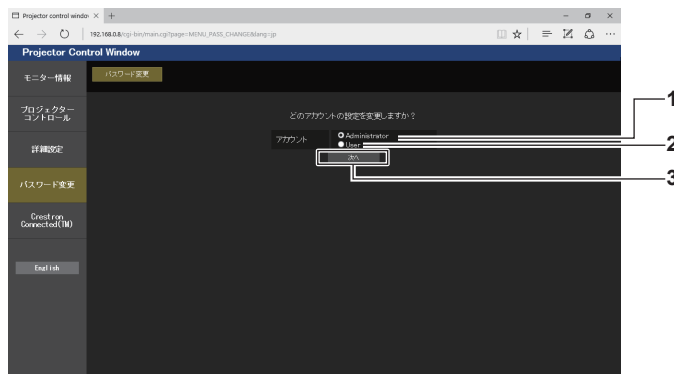 Projector control windov
192.168.0.8/cgi-bin/main.cgi?page=MENU_PASS_CHANGE&lang=jp
Projector Control Window
モニター情報
パスワード変更
プロジェクター
コントロール
どのアカウントの設定を変更しますか？
アカウント
Administrator
User
次へ
詳細設定
パスワード変更
Crestron
Connected(TM)
English
1
2
3